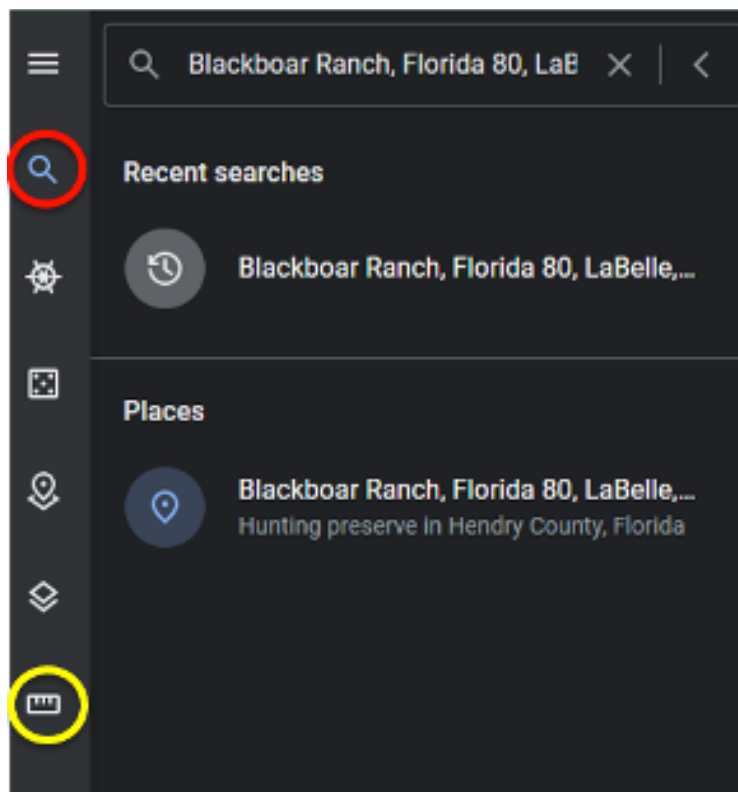 Blackboar Ranch, Florida 80, LaB
Recent searches
Blackboar Ranch, Florida 80, LaBelle,...
Places
Blackboar Ranch, Florida 80, LaBelle,...
Hunting preserve in Hendry County, Florida